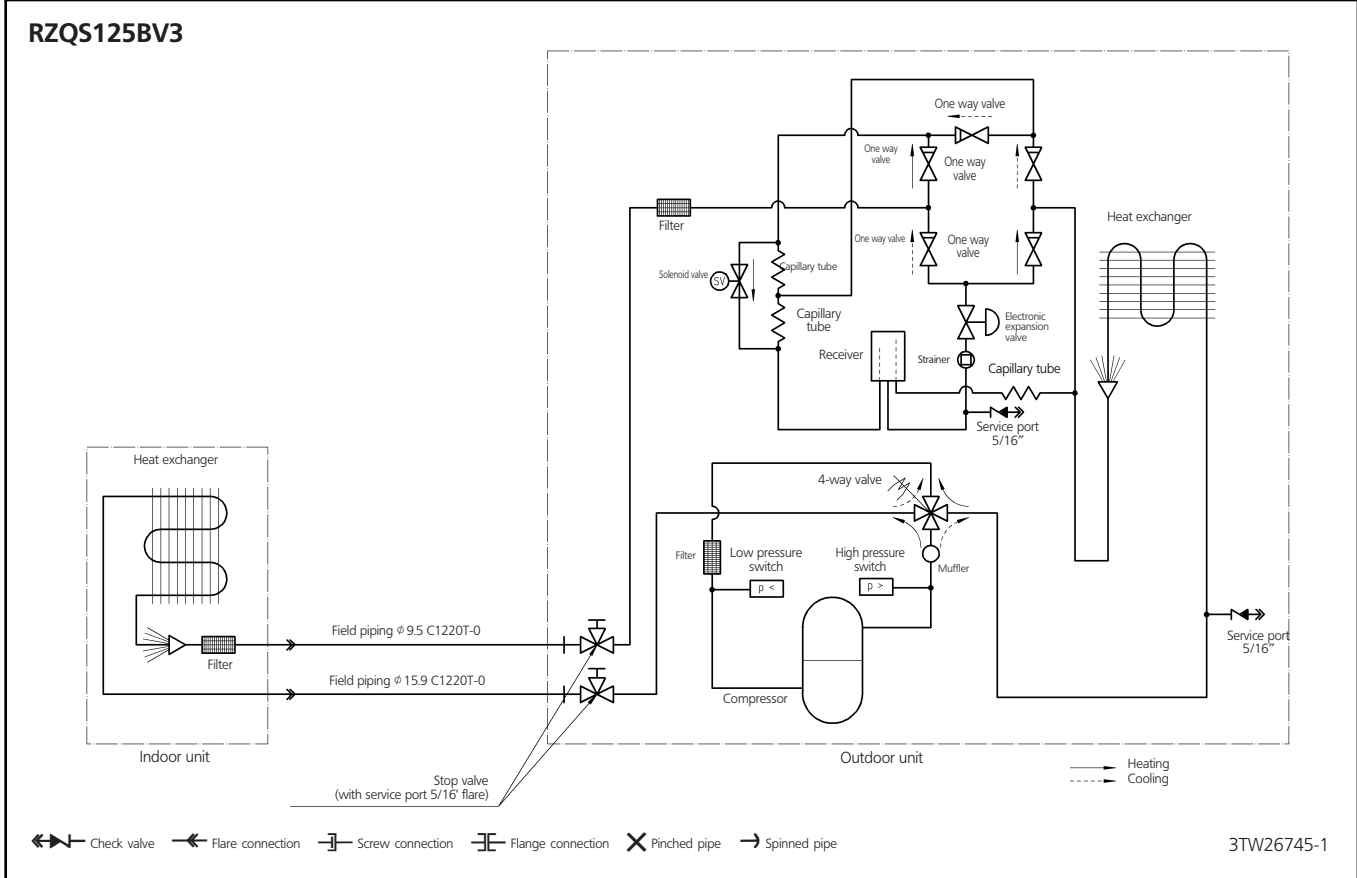 RZQS125BV3
One way valve
One way
valve
One way
valve
Filter
Heat exchanger
One way valve
One way
valve
Solenoid valve
SV
Capillary tube
Capillary
tube
Electronic
expansion
valve
Receiver
Strainer
Capillary tube
Service port
5/16″
Heat exchanger
4-way valve
Filter
Low pressure
switch
p <
High pressure
switch
p >
Muffler
Field piping ϕ 9.5 C1220T-0
Filter
Service port
5/16″
Field piping ϕ 15.9 C1220T-0
Compressor
Indoor unit
Outdoor unit
Heating
Cooling
Stop valve
(with service port 5/16' flare)
Check valve
Flare connection
Screw connection
Flange connection
Pinched pipe
Spinned pipe
3TW26745-1